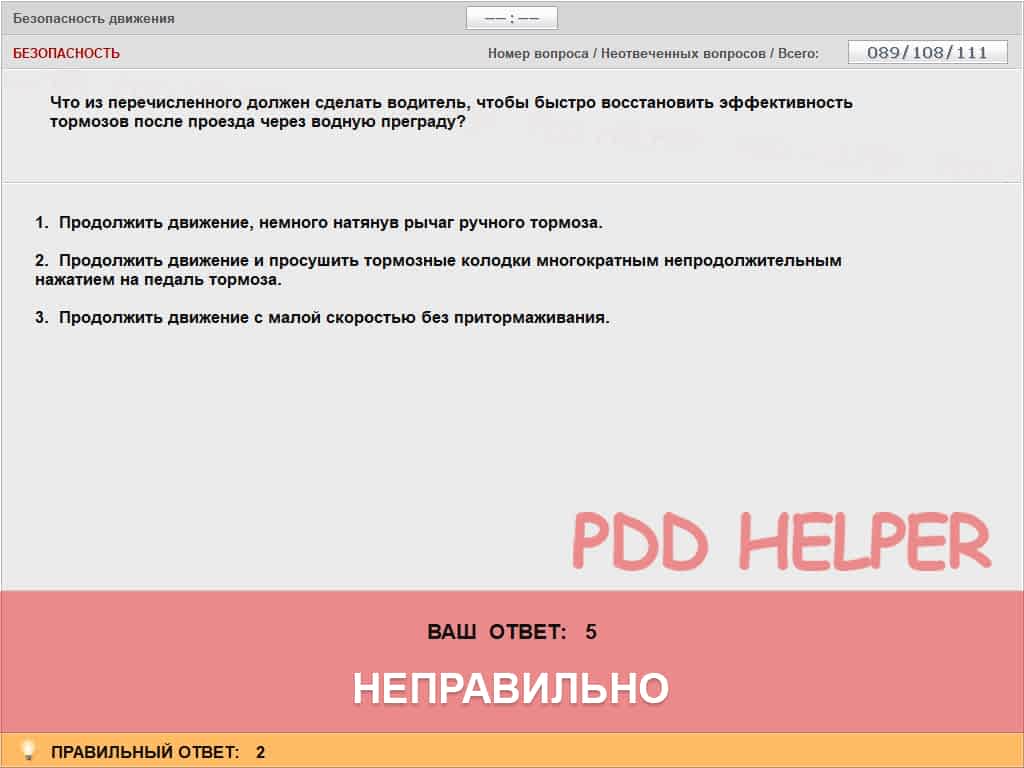 Безопасность движения
—— : ——
БЕЗОПАСНОСТЬ
Номер вопроса / Неотвеченных вопросов / Всего:
089/108/111
Что из перечисленного должен сделать водитель, чтобы быстро восстановить эффективность
тормозов после проезда через водную преграду?
1. Продолжить движение, немного натянув рычаг ручного тормоза.
2. Продолжить движение и просушить тормозные колодки многократным непродолжительным
нажатием на педаль тормоза.
3. Продолжить движение с малой скоростью без притормаживания.
PDD HELPER
ВАШ ОТВЕТ: 5
НЕПРАВИЛЬНО
ПРАВИЛЬНЫЙ ОТВЕТ: 2